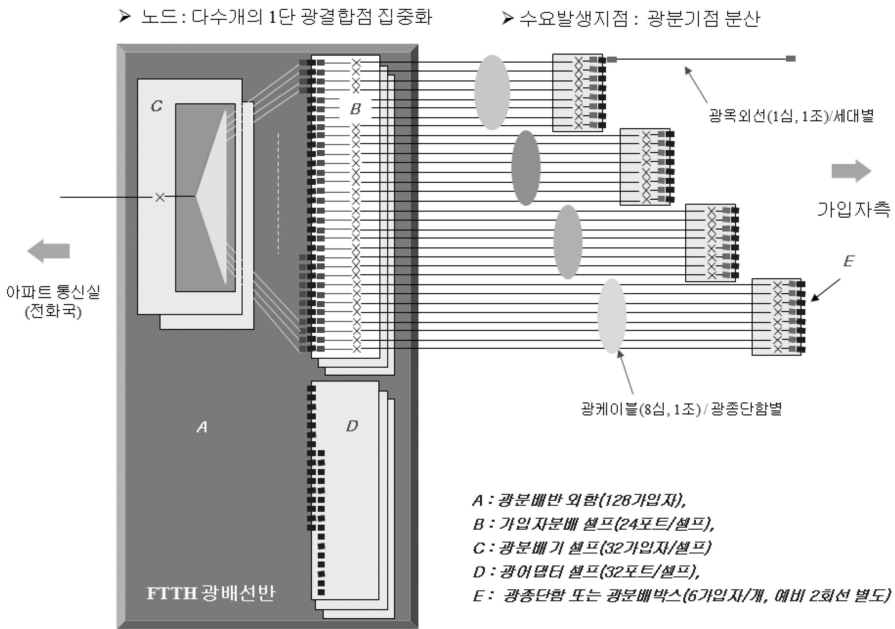 ➤ 노드 : 다수개의 1단 광결합점 집중화
➤ 수요발생지점 : 광분기점 분산
C
B
광옥외선(1심, 1조)/세대별
가입자측
E
아파트 통신실
(전화국)
광케이블(8심, 1조) / 광종단함별
A
D
A : 광분배반 외함(128가입자),
B : 가입자분배 셀프(24포트/셀프),
C : 광분배기 셀프(32가입자/셀프)
D : 광어댑터 셀프(32포트/셀프),
E : 광종단함 또는 광분배박스(6가입자/개, 예비 2회선 별도)
FTTH 광배선반